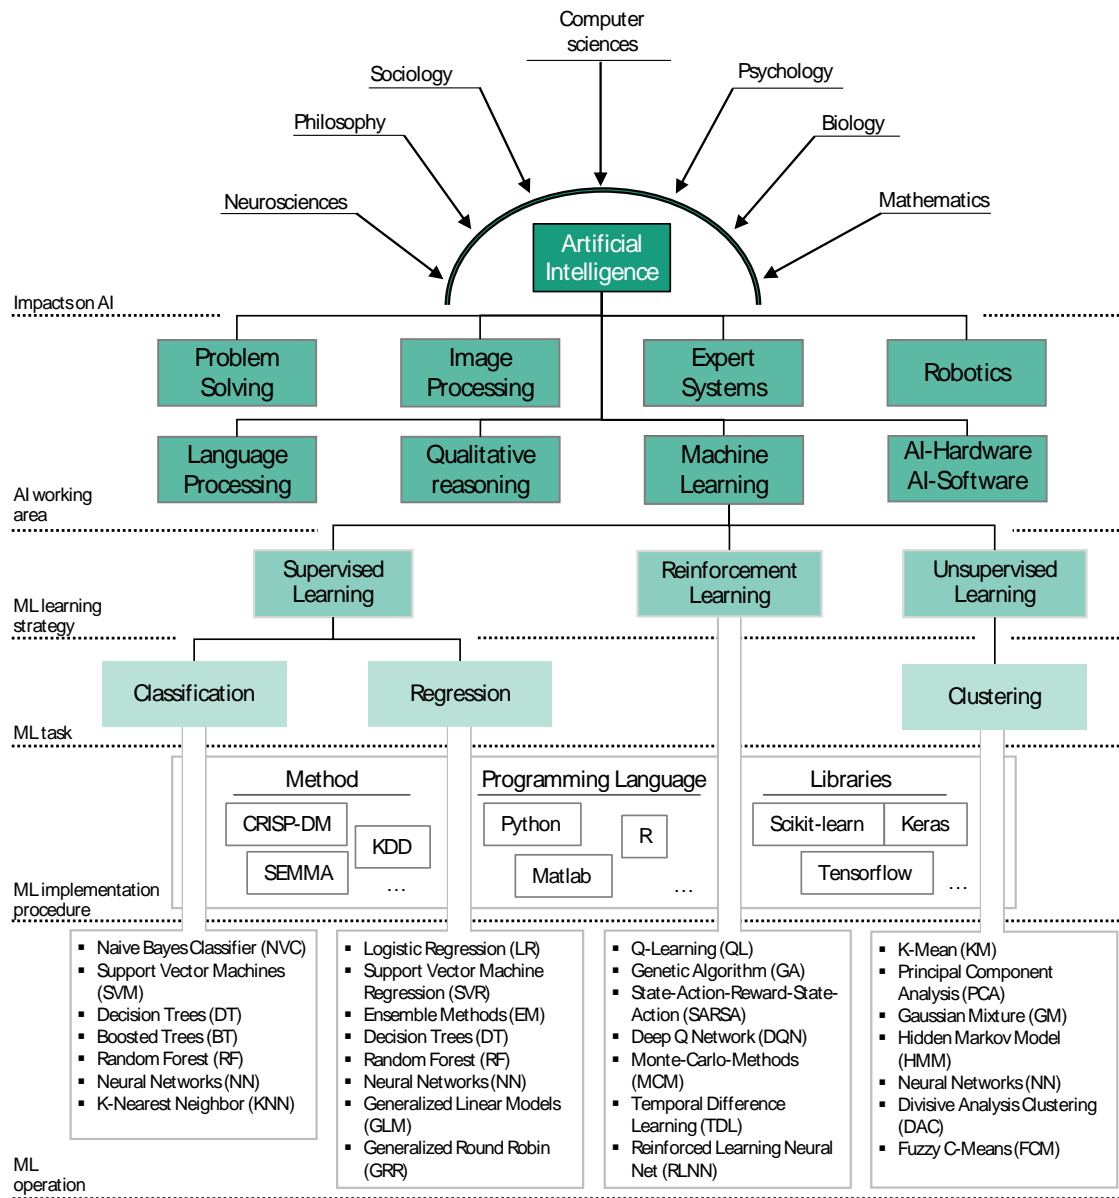 Computer
sciences
Sociology
Psychology
Philosophy
Biology
Neurosciences
Mathematics
Artificial
Intelligence
Impacts on AI
Problem
Solving
Image
Processing
Expert
Systems
Robotics
Language
Processing
Qualitative
reasoning
Machine
Learning
AI-Hardware
AI-Software
AI working
area
Supervised
Learning
Reinforcement
Learning
Unsupervised
Learning
ML learning
strategy
Classification
Regression
Clustering
ML task
Method
CRISP-DM
KDD
SEMMA
...
Programming Language
Python
R
Matlab
...
Libraries
Scikit-learn
Keras
Tensorflow
...
ML implementation
procedure
▪ Naive Bayes Classifier (NVC)
▪ Support Vector Machines
(SVM)
▪ Decision Trees (DT)
▪ Boosted Trees (BT)
▪ Random Forest (RF)
▪ Neural Networks (NN)
▪ K-Nearest Neighbor (KNN)
▪ Logistic Regression (LR)
▪ Support Vector Machine
Regression (SVR)
▪ Ensemble Methods (EM)
▪ Decision Trees (DT)
▪ Random Forest (RF)
▪ Neural Networks (NN)
▪ Generalized Linear Models
(GLM)
▪ Generalized Round Robin
(GRR)
▪ Q-Learning (QL)
▪ Genetic Algorithm (GA)
▪ State-Action-Reward-State-
Action (SARSA)
▪ Deep Q Network (DQN)
▪ Monte-Carlo-Methods
(MCM)
▪ Temporal Difference
Learning (TDL)
▪ Reinforced Learning Neural
Net (RLNN)
▪ K-Mean (KM)
▪ Principal Component
Analysis (PCA)
▪ Gaussian Mixture (GM)
▪ Hidden Markov Model
(HMM)
▪ Neural Networks (NN)
▪ Divisive Analysis Clustering
(DAC)
▪ Fuzzy C-Means (FCM)
ML
operation